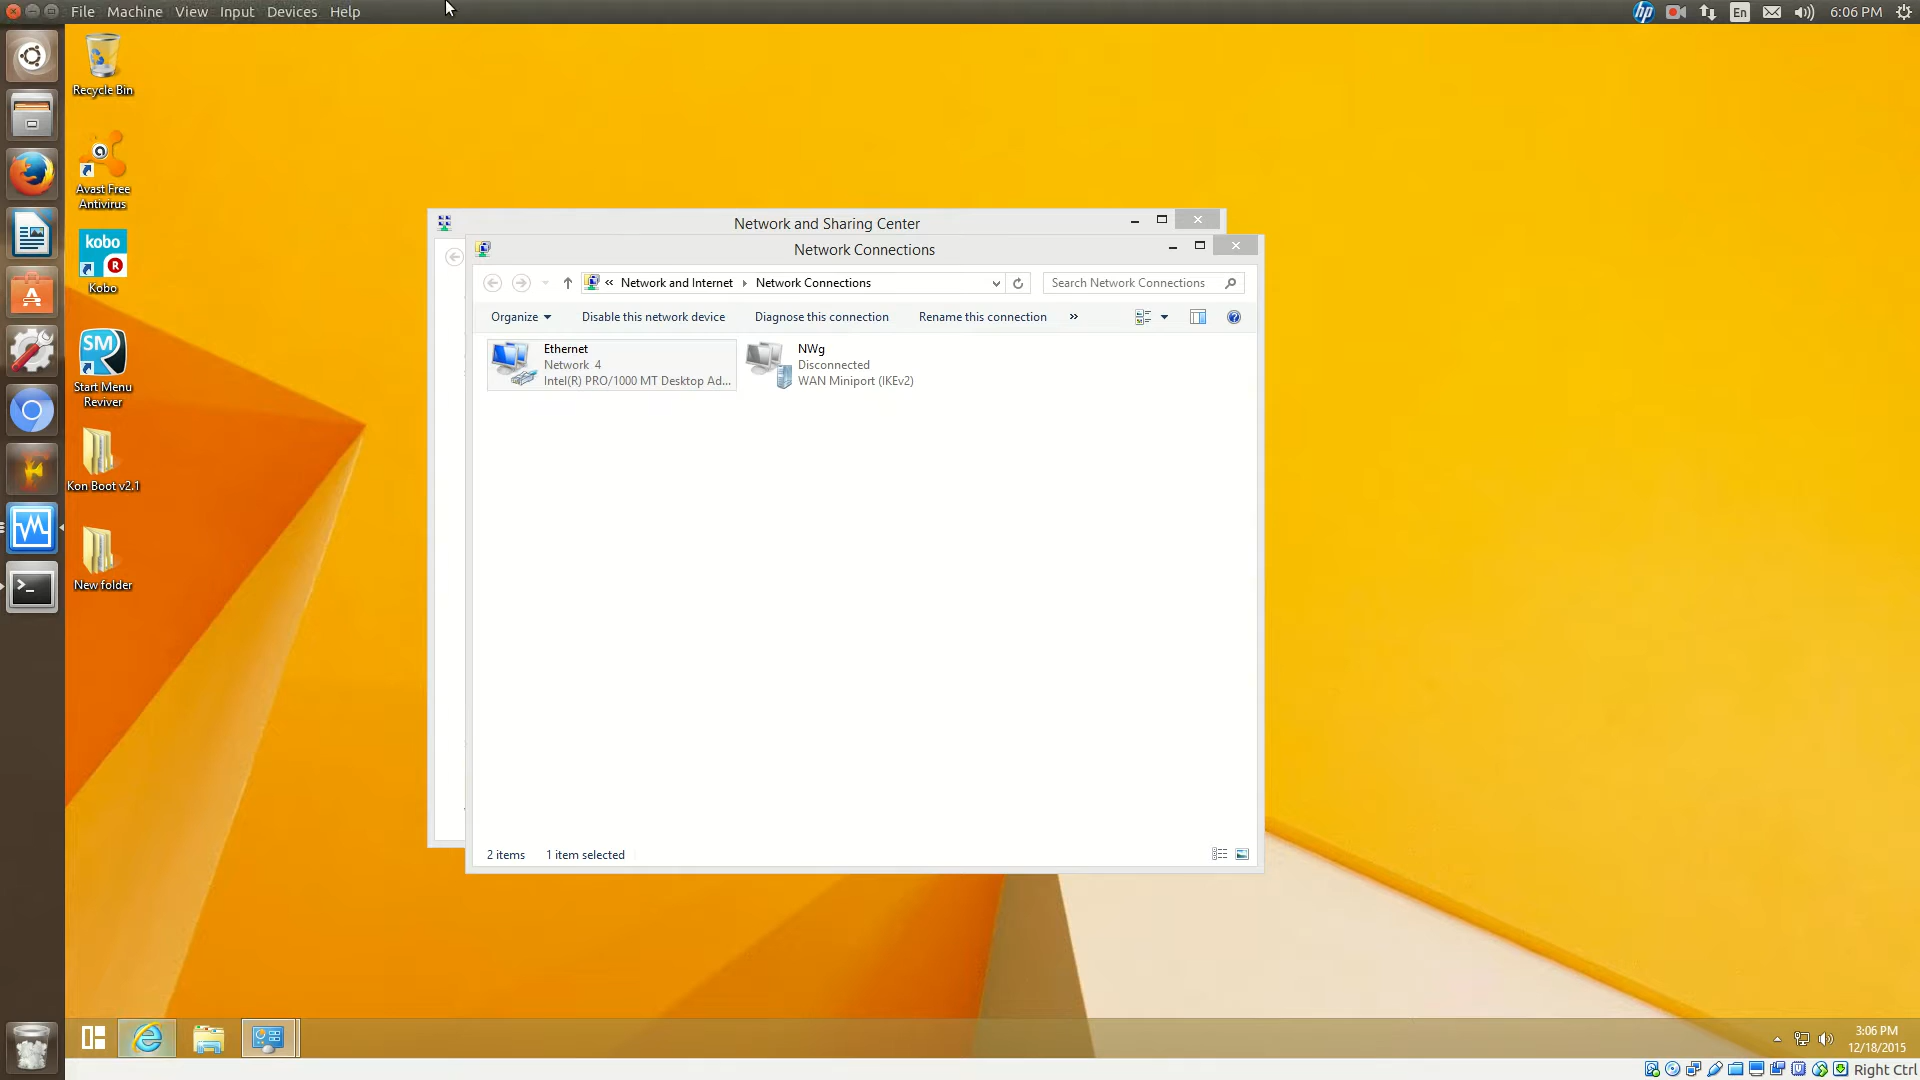 File Machine View Input Devices Help
En 6:06 PM
Recycle Bin
Avast Free
Antivirus
kobo
R
Kobo
SM
Start Menu
Reviver
Kon Boot v2.1
New folder
Network and Sharing Center
Network Connections
« Network and Internet Network Connections
Search Network Connections
Organize Disable this network device Diagnose this connection Rename this connection »
Ethernet
Network 4
Intel(R) PRO/1000 MT Desktop Ad...
NWg
Disconnected
WAN Miniport (IKEv2)
2 items 1 item selected
3:06 PM
12/18/2015
Right Ctrl